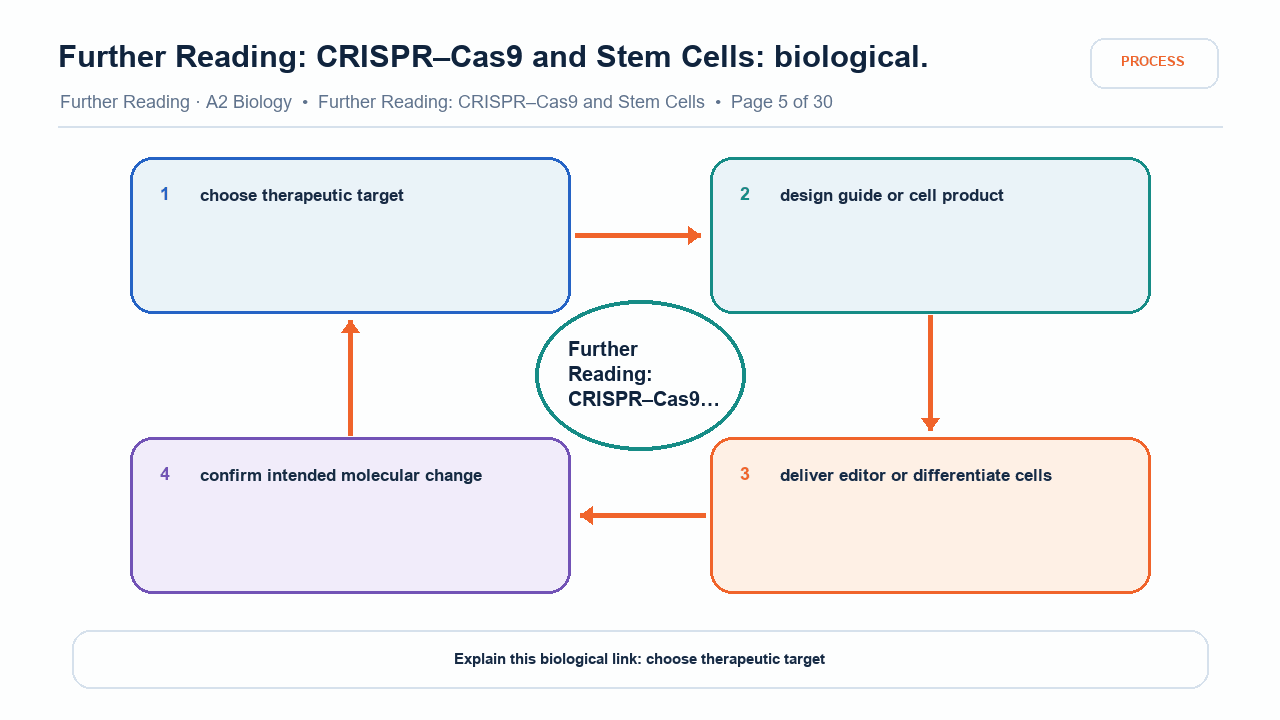 Further Reading: CRISPR–Cas9 and Stem Cells: biological.
PROCESS
Further Reading · A2 Biology • Further Reading: CRISPR–Cas9 and Stem Cells • Page 5 of 30
1 choose therapeutic target
2 design guide or cell product
Further
Reading:
CRISPR–Cas9…
4 confirm intended molecular change
3 deliver editor or differentiate cells
Explain this biological link: choose therapeutic target